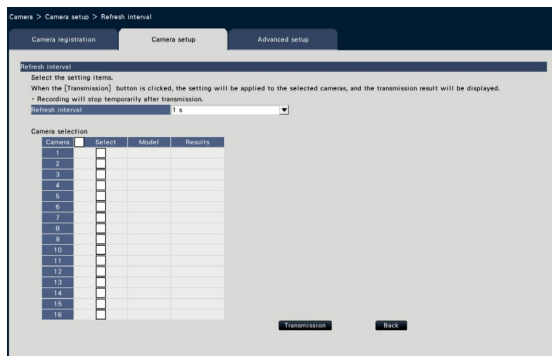 Camera > Camera setup > Refresh interval
Camera registration Camera setup Advanced setup
Refresh interval
Select the setting items.
When the [Transmission] button is clicked, the setting will be applied to the selected cameras, and the transmission result will be displayed.
・Recording will stop temporarily after transmission.
Refresh interval 1 s
Camera selection
Camera Select Model Results
1
2
3
4
5
6
7
8
9
10
11
12
13
14
15
16
Transmission Back